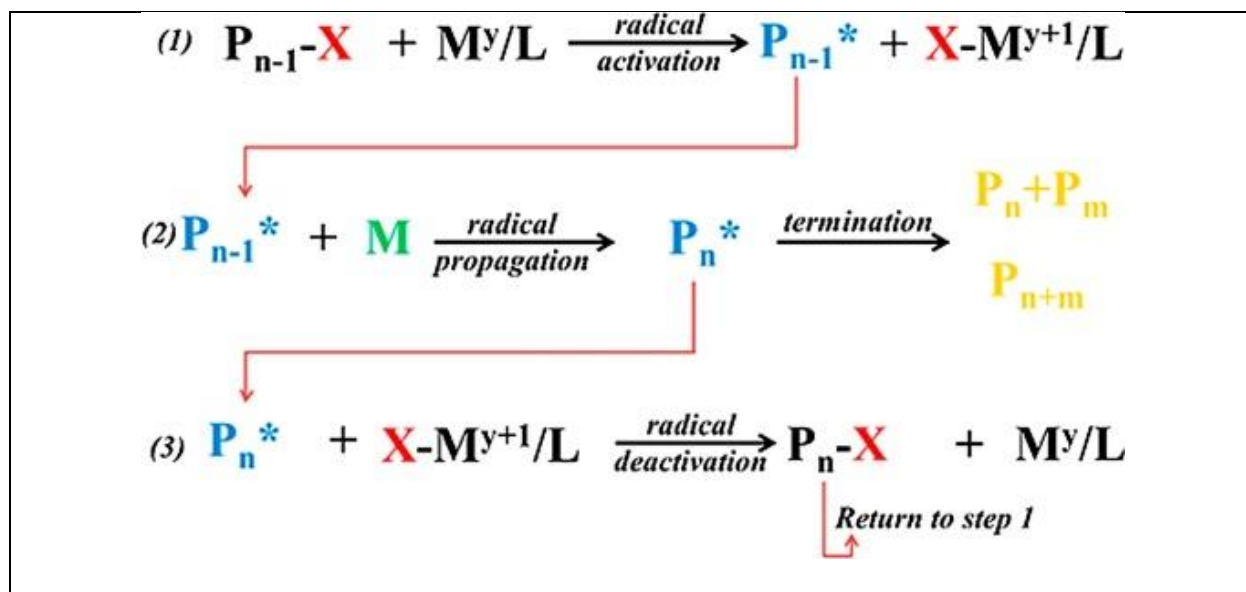 (1) Pₙ₋₁-X + Mʸ/L radical activation Pₙ₋₁* + X-Mʸ⁺¹/L
(2) Pₙ₋₁* + M radical propagation Pₙ* termination Pₙ+Pₘ
Pₙ₊ₘ
(3) Pₙ* + X-Mʸ⁺¹/L radical deactivation Pₙ-X + Mʸ/L
Return to step 1